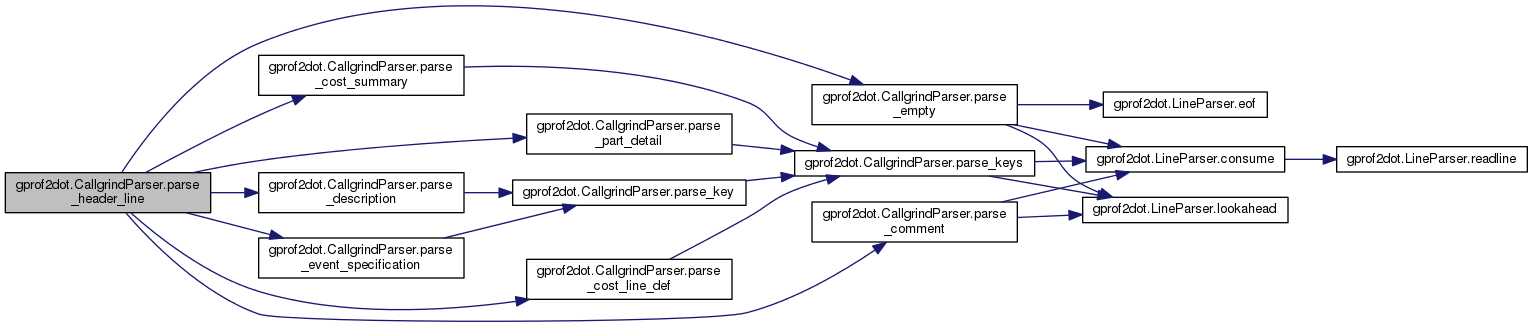 gprof2dot.CallgrindParser.parse
_header_line
gprof2dot.CallgrindParser.parse
_cost_summary
gprof2dot.CallgrindParser.parse
_description
gprof2dot.CallgrindParser.parse
_event_specification
gprof2dot.CallgrindParser.parse
_part_detail
gprof2dot.CallgrindParser.parse_key
gprof2dot.CallgrindParser.parse
_cost_line_def
gprof2dot.CallgrindParser.parse
_empty
gprof2dot.CallgrindParser.parse_keys
gprof2dot.CallgrindParser.parse
_comment
gprof2dot.LineParser.eof
gprof2dot.LineParser.consume
gprof2dot.LineParser.lookahead
gprof2dot.LineParser.readline